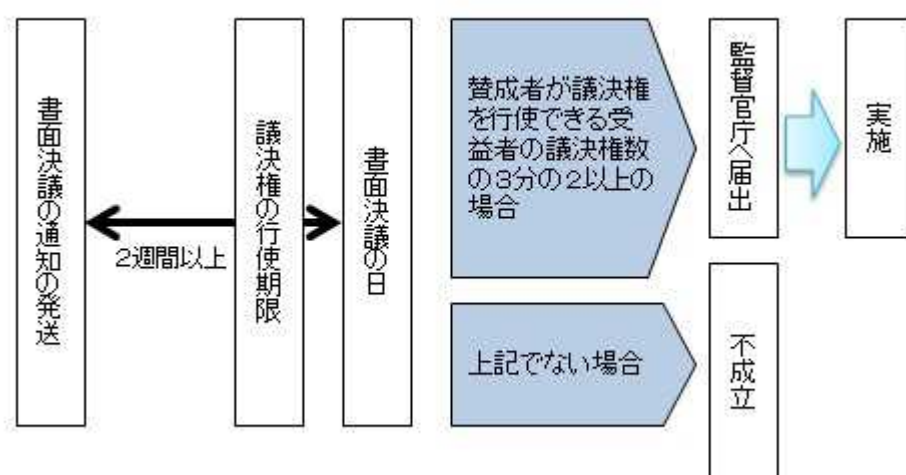 書面決議の通知の発送
2週間以上
議決権の行使期限
書面決議の日
賛成者が議決権
を行使できる受
益者の議決権数
の3分の2以上の
場合
監督官庁へ届出
実施
上記でない場合
不成立